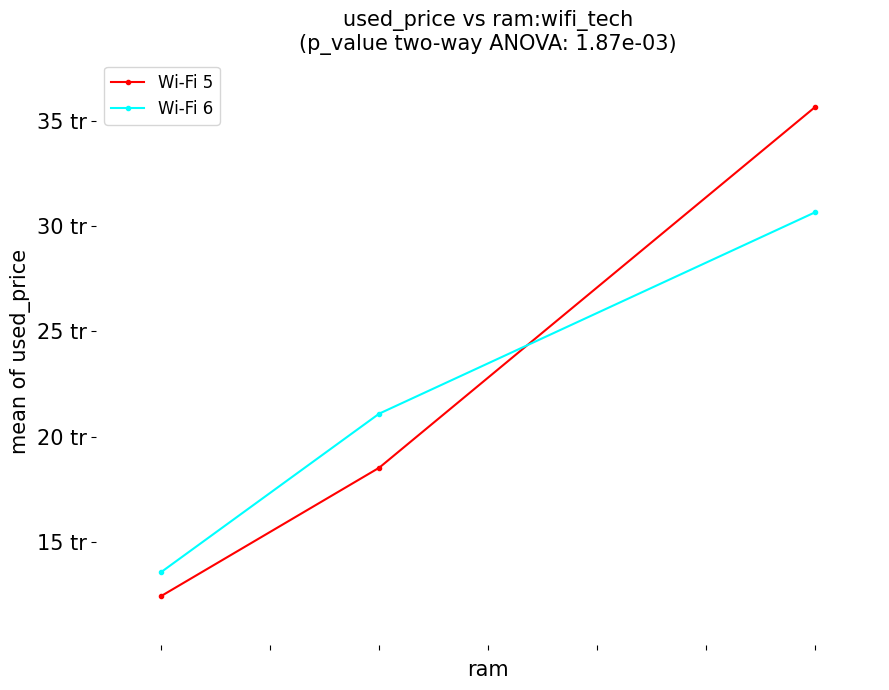 used_price vs ram:wifi_tech
(p_value two-way ANOVA: 1.87e-03)
Wi-Fi 5
Wi-Fi 6
35 tr
30 tr
25 tr
20 tr
15 tr
mean of used_price
ram